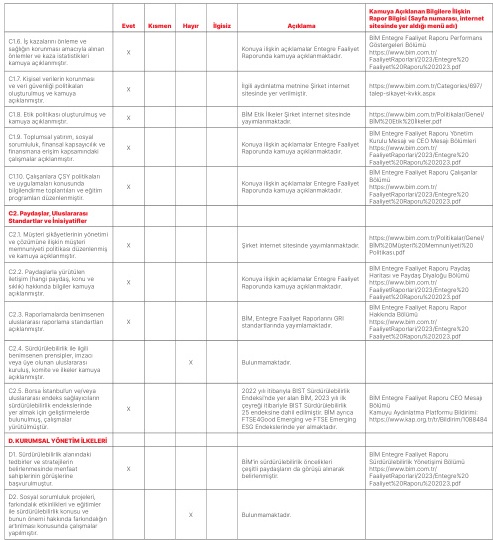 Evet Kısmen Hayır İlgisiz Açıklama Kamuya Açıklanan Bilgilere İlişkin
Rapor Bilgisi (Sayfa numarası, internet
sitesinde yer aldığı menü adı)
C1.6. İş kazalarını önleme ve
sağlığın korunması amacıyla alınan
önlemler ve kaza istatistikleri
kamuya açıklanmıştır.
X
Konuya ilişkin açıklamalar Entegre Faaliyet
Raporunda kamuya açıklanmaktadır.
BİM Entegre Faaliyet Raporu Performans
Göstergeleri Bölümü
https://www.bim.com.tr/
FaaliyetRaporlari/2023/Entegre%20
Faaliyet%20Raporu%202023.pdf
C1.7. Kişisel verilerin korunması
ve veri güvenliği politikaları
oluşturulmuş ve kamuya
açıklanmıştır.
X
İlgili aydınlatma metnine Şirket internet
sitesinde yer verilmiştir.
https://www.bim.com.tr/Categories/697/
talep-sikayet-kvkk.aspx
C1.8. Etik politikası oluşturulmuş ve
kamuya açıklanmıştır.
X
BİM Etik İlkeler Şirket internet sitesinde
yayımlanmaktadır.
https://www.bim.com.tr/Politikalar/Genel/
BİM%20Etik%20İlkeler.pdf
C1.9. Toplumsal yatırım, sosyal
sorumluluk, finansal kapsayıcılık ve
finansmana erişim kapsamındaki
çalışmalar açıklanmıştır.
X
Konuya ilişkin açıklamalar Entegre Faaliyet
Raporunda kamuya açıklanmaktadır.
BİM Entegre Faaliyet Raporu Yönetim
Kurulu Mesajı ve CEO Mesajı Bölümleri
https://www.bim.com.tr/
FaaliyetRaporlari/2023/Entegre%20
Faaliyet%20Raporu%202023.pdf
C1.10. Çalışanlara ÇSY politikaları
ve uygulamaları konusunda
bilgilendirme toplantıları ve eğitim
programları düzenlenmiştir.
X
Konuya ilişkin açıklamalar Entegre Faaliyet
Raporunda kamuya açıklanmaktadır.
BİM Entegre Faaliyet Raporu Çalışanlar
Bölümü
https://www.bim.com.tr/
FaaliyetRaporlari/2023/Entegre%20
Faaliyet%20Raporu%202023.pdf
C2. Paydaşlar, Uluslararası
Standartlar ve İnisiyatifler
C2.1. Müşteri şikâyetlerinin yönetimi
ve çözümüne ilişkin müşteri
memnuniyeti politikası düzenlenmiş
ve kamuya açıklanmıştır.
X
Şirket internet sitesinde yayımlanmaktadır.
https://www.bim.com.tr/Politikalar/Genel/
BİM%20Müşteri%20Memnuniyeti%20
Politikası.pdf
C2.2. Paydaşlarla yürütülen
iletişim (hangi paydaş, konu ve
sıklık) hakkında bilgiler kamuya
açıklanmıştır.
X
Konuya ilişkin açıklamalar Entegre Faaliyet
Raporunda kamuya açıklanmaktadır.
BİM Entegre Faaliyet Raporu Paydaş
Haritası ve Paydaş Diyaloğu Bölümü
https://www.bim.com.tr/
FaaliyetRaporlari/2023/Entegre%20
Faaliyet%20Raporu%202023.pdf
C2.3. Raporlamalarda benimsenen
uluslararası raporlama standartları
açıklanmıştır.
X
BİM, Entegre Faaliyet Raporlarını GRI
standartlarında yayımlamaktadır.
BİM Entegre Faaliyet Raporu Rapor
Hakkında Bölümü
https://www.bim.com.tr/
FaaliyetRaporlari/2023/Entegre%20
Faaliyet%20Raporu%202023.pdf
C2.4. Sürdürülebilirlik ile ilgili
benimsenen prensipler, imzacı
veya üye olunan uluslararası
kuruluş, komite ve ilkeler kamuya
açıklanmıştır.
X
Bulunmamaktadır.
C2.5. Borsa İstanbul'un ve/veya
uluslararası endeks sağlayıcıların
sürdürülebilirlik endekslerinde
yer almak için geliştirmelerde
bulunulmuş, çalışmalar
yürütülmüştür.
X
2022 yılı itibarıyla BIST Sürdürülebilirlik
Endeksi'nde yer alan BİM, 2023 yılı ilk
çeyreği itibarıyle BIST Sürdürülebilirlik
25 endeksine dahil edilmiştir. BİM ayrıca
FTSE4Good Emerging ve FTSE Emerging
ESG Endekslerinde yer almaktadır.
BİM Entegre Faaliyet Raporu CEO Mesajı
Bölümü
Kamuyu Aydınlatma Platformu Bildirimi:
https://www.kap.org.tr/tr/Bildirim/1088484
D. KURUMSAL YÖNETİM İLKELERİ
D1. Sürdürülebilirlik alanındaki
tedbirler ve stratejilerin
belirlenmesinde menfaat
sahiplerinin görüşlerine
başvurulmuştur.
X
BİM'in sürdürülebilirlik öncelikleri
çeşitli paydaşların da görüşü alınarak
belirlenmiştir.
BİM Entegre Faaliyet Raporu
Sürdürülebilirlik Yönetişimi Bölümü
https://www.bim.com.tr/
FaaliyetRaporlari/2023/Entegre%20
Faaliyet%20Raporu%202023.pdf
D2. Sosyal sorumluluk projeleri,
farkındalık etkinlikleri ve eğitimler
ile sürdürülebilirlik konusu ve
bunun önemi hakkında farkındalığın
artırılması konusunda çalışmalar
yapılmıştır.
X
Bulunmamaktadır.